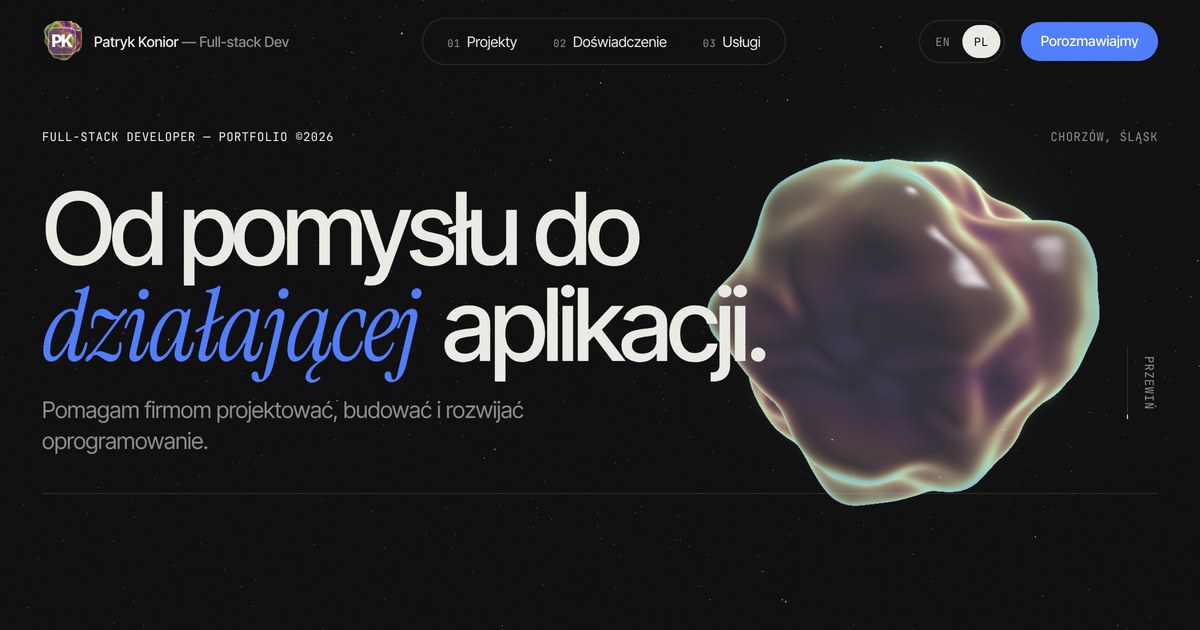 PK Patryk Konior — Full-stack Dev
01 Projekty 02 Doświadczenie 03 Usługi
EN PL Porozmawiajmy
FULL-STACK DEVELOPER — PORTFOLIO ©2026
CHORZÓW, ŚLĄSK
Od pomysłu do
działającej aplikacji.
Pomagam firmom projektować, budować i rozwijać
oprogramowanie.
PRZEWIŃ